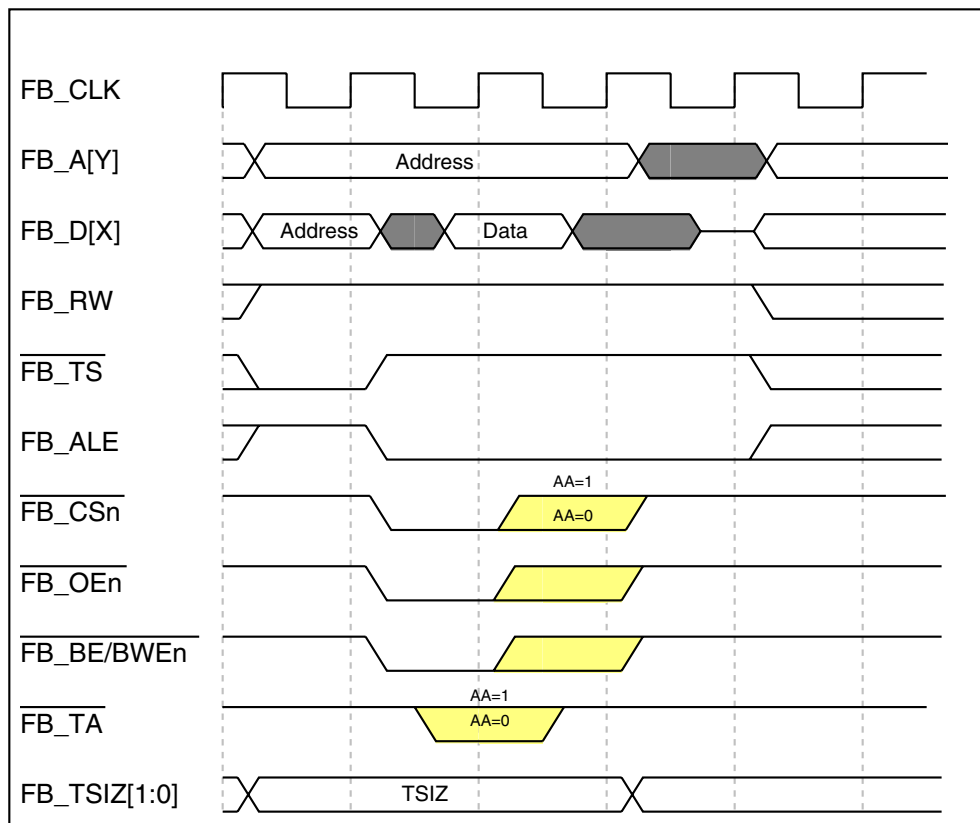 FB_CLK
FB_A[Y]
Address
FB_D[X]
Address
Data
FB_RW
FB_TS
FB_ALE
AA=1
FB_CSn
AA=0
FB_OEn
FB_BE/BWEn
AA=1
FB_TA
AA=0
FB_TSIZ[1:0]
TSIZ